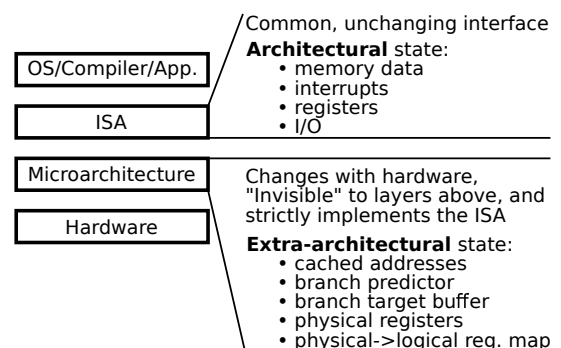 OS/Compiler/App.
ISA
Microarchitecture
Hardware
Common, unchanging interface
Architectural state:
• memory data
• interrupts
• registers
• I/O
Changes with hardware,
"Invisible" to layers above, and
strictly implements the ISA
Extra-architectural state:
• cached addresses
• branch predictor
• branch target buffer
• physical registers
• physical->logical reg. map